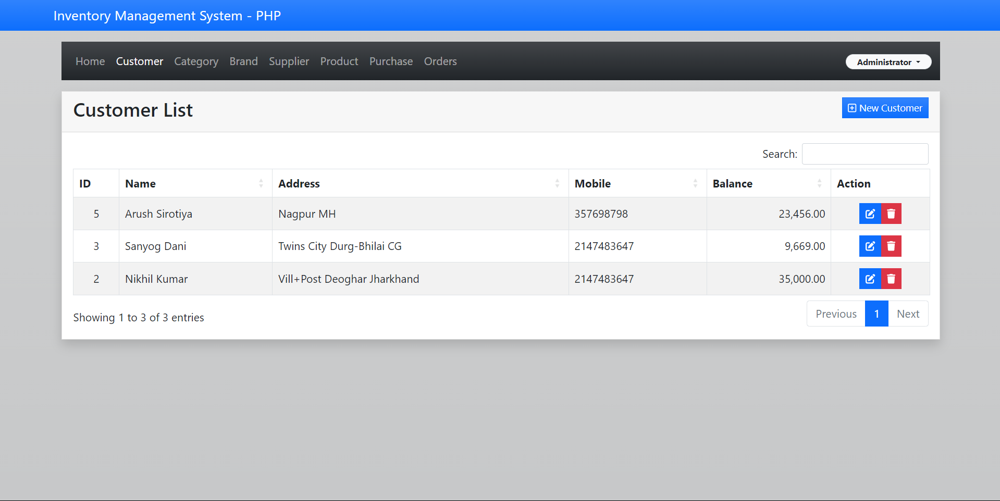 Inventory Management System - PHP
Home Customer Category Brand Supplier Product Purchase Orders Administrator
Customer List New Customer
Search:
ID Name Address Mobile Balance Action
5 Arush Sirotiya Nagpur MH 357698798 23,456.00
3 Sanyog Dani Twins City Durg-Bhilai CG 2147483647 9,669.00
2 Nikhil Kumar Vill+Post Deoghar Jharkhand 2147483647 35,000.00
Showing 1 to 3 of 3 entries Previous 1 Next